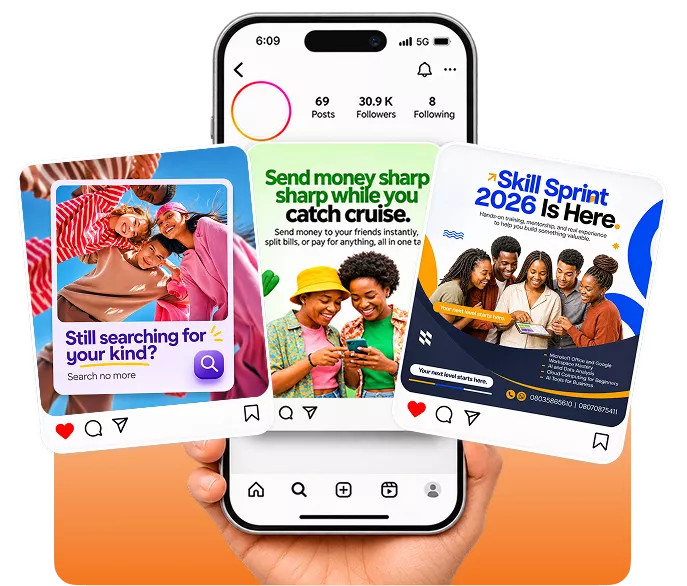 6:09
5G
69
30.9 K
8
Posts
Followers
Following
Still searching for
your kind?
Search no more
Send money sharp
sharp while you
catch cruise.
Send money to your friends instantly,
split bills, or pay for anything, all in one ta
Skill Sprint
2026 Is Here.
Hands-on training, mentorship, and real experience
to help you build something valuable.
Your next level starts here.
Microsoft Office and Google
Workspace Mastery
AI and Data Analysis
Cloud Computing for Beginners
AI Tools for Business
Your next level starts here.
08035865610 | 08070875411